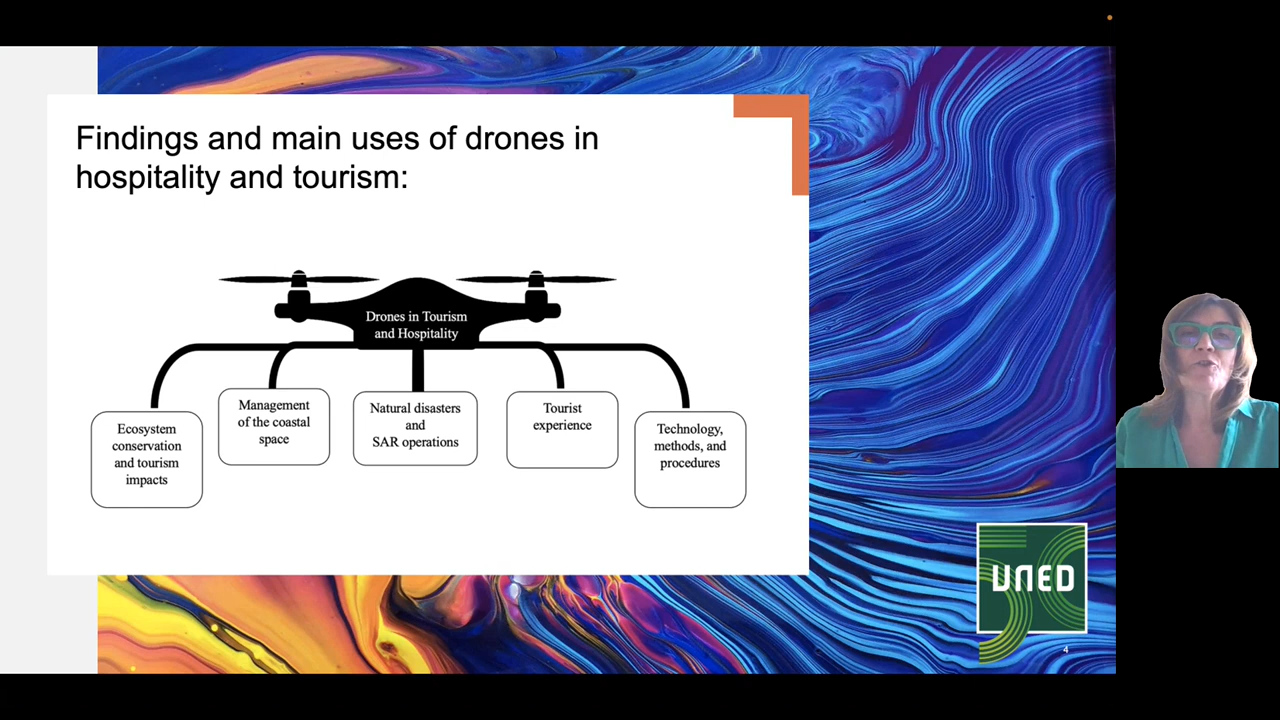 Findings and main uses of drones in
hospitality and tourism:
Drones in Tourism
and Hospitality
Ecosystem
conservation
and tourism
impacts
Management
of the coastal
space
Natural disasters
and
SAR operations
Tourist
experience
Technology,
methods, and
procedures
50
UNED
4